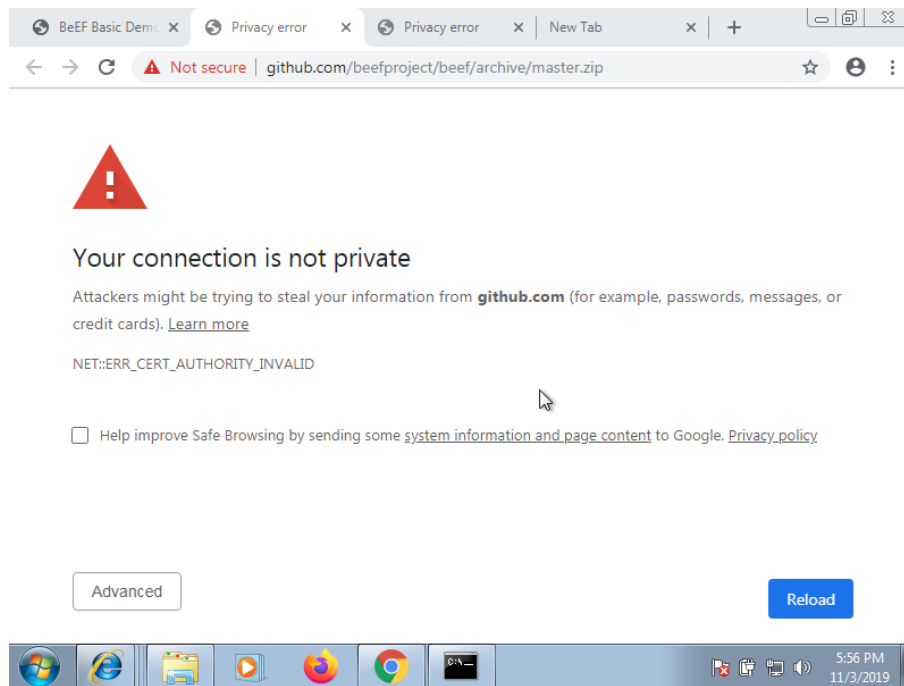 BeEF Basic Demo
Privacy error
Privacy error
New Tab
Not secure
github.com/beefproject/beef/archive/master.zip
Your connection is not private
Attackers might be trying to steal your information from github.com (for example, passwords, messages, or
credit cards). Learn more
NET::ERR_CERT_AUTHORITY_INVALID
Help improve Safe Browsing by sending some system information and page content to Google. Privacy policy
Advanced
Reload
C:\
5:56 PM
11/3/2019